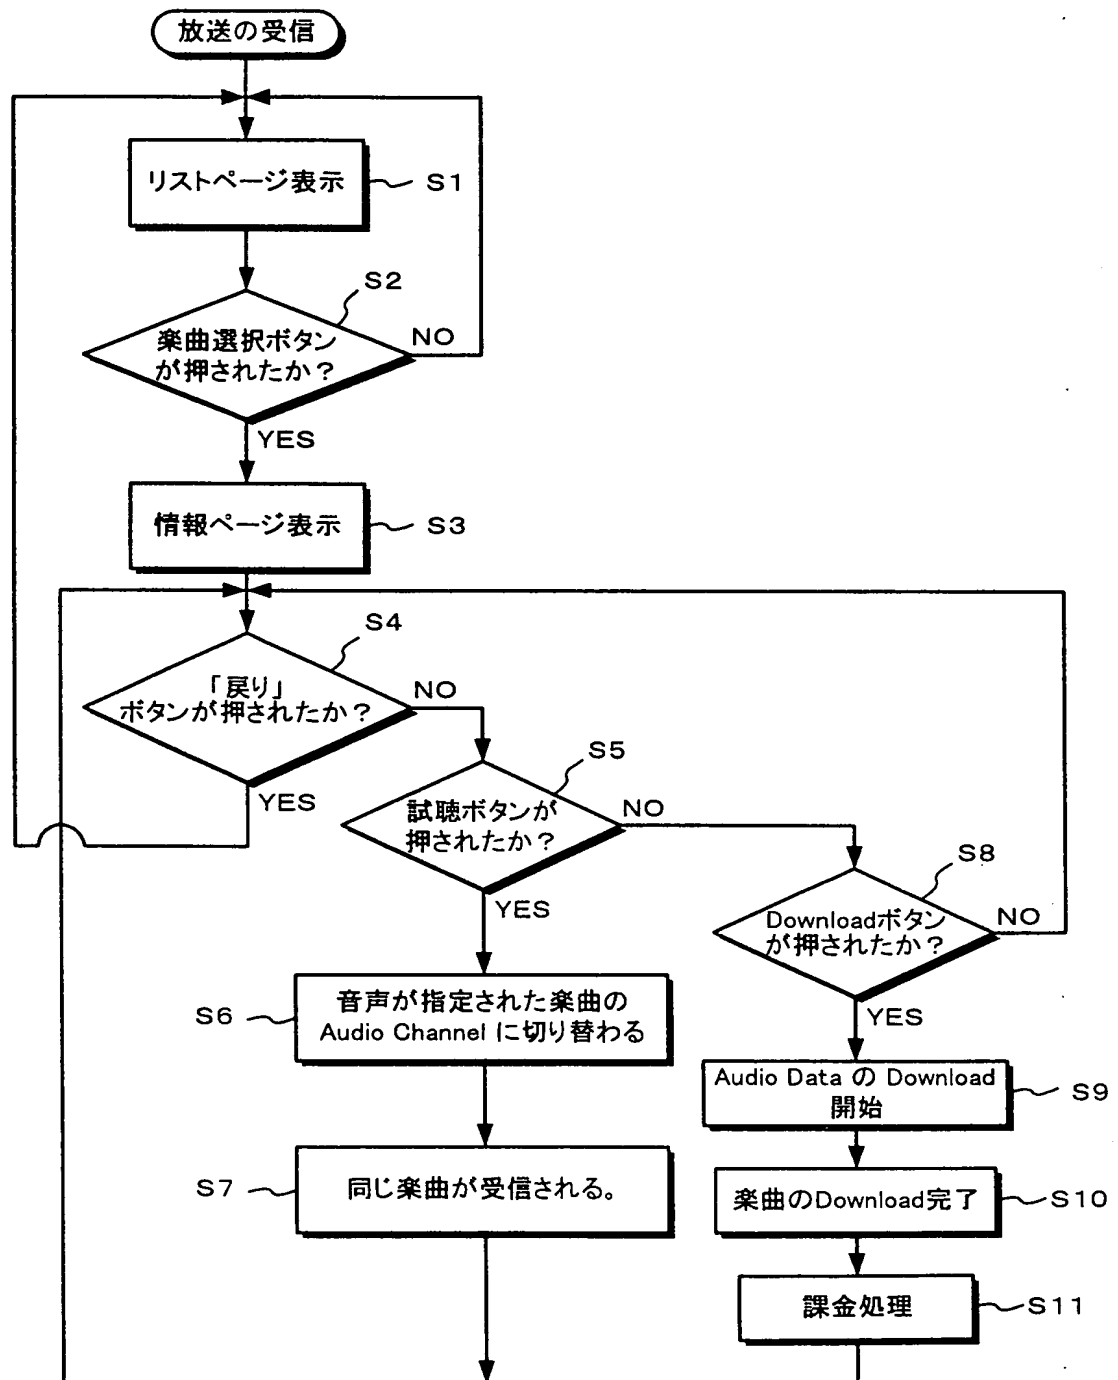 放送の受信
リストページ表示
S1
S2
楽曲選択ボタン
が押されたか？
NO
YES
情報ページ表示
S3
S4
「戻り」
ボタンが押されたか？
NO
YES
S5
試聴ボタンが
押されたか？
NO
YES
S8
Downloadボタン
が押されたか？
NO
YES
S6
音声が指定された楽曲の
Audio Channel に切り替わる
Audio Data の Download
開始
S9
S7
同じ楽曲が受信される。
楽曲のDownload完了
S10
課金処理
S11